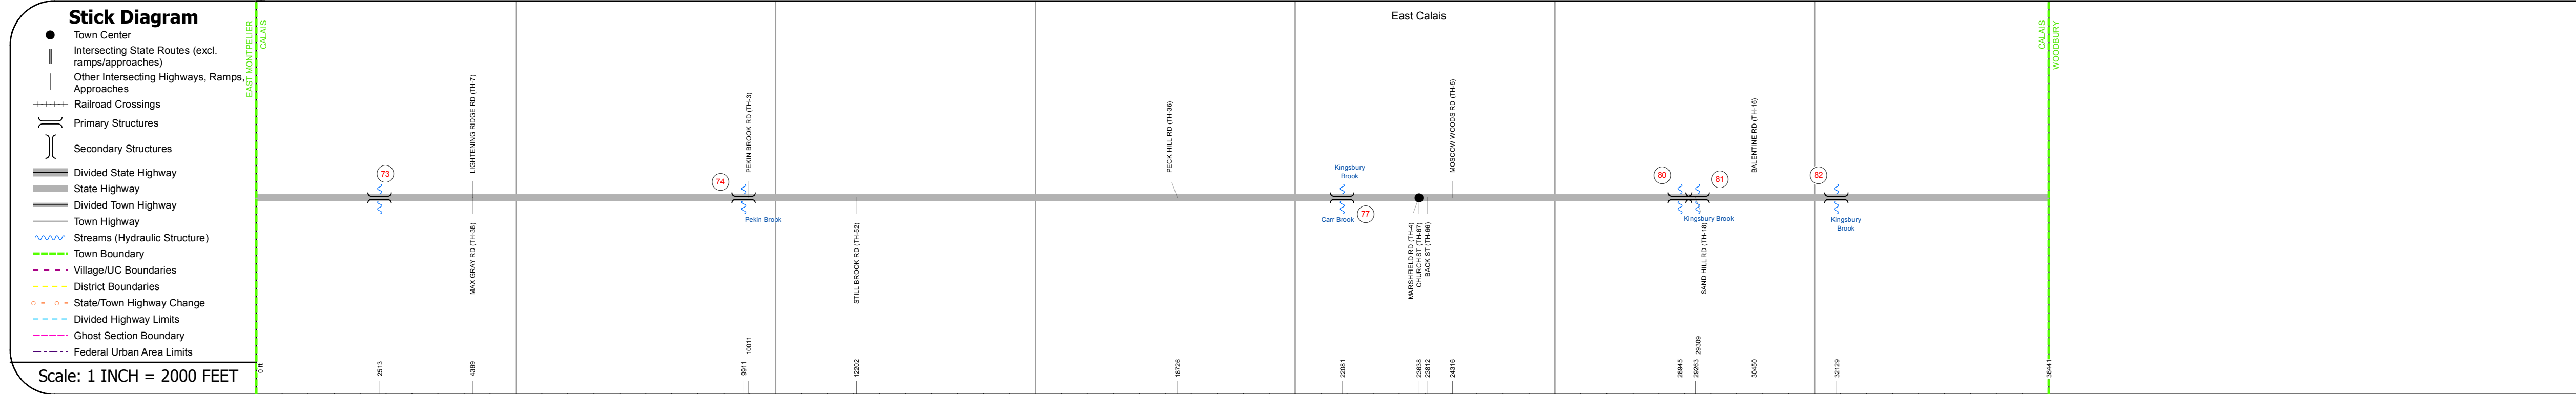 Stick Diagram
Town Center
Intersecting State Routes (excl.
ramps/approaches)
Other Intersecting Highways, Ramps,
Approaches
Railroad Crossings
Primary Structures
Secondary Structures
Divided State Highway
State Highway
Divided Town Highway
Town Highway
Streams (Hydraulic Structure)
Town Boundary
Village/UC Boundaries
District Boundaries
State/Town Highway Change
Divided Highway Limits
Ghost Section Boundary
Federal Urban Area Limits
Scale: 1 INCH = 2000 FEET
EAST MONTPELIER
CALAIS
East Calais
CALAIS
WOODBURY
LIGHTENING RIDGE RD (TH-7)
PEKIN BROOK RD (TH-3)
PECK HILL RD (TH-36)
MOSCOW WOODS RD (TH-5)
BALENTINE RD (TH-16)
73
74
Kingsbury
Brook
80
81
82
Pekin Brook
Carr Brook
77
Kingsbury Brook
Kingsbury
Brook
MAX GRAY RD (TH-38)
STILL BROOK RD (TH-52)
MARSHFIELD RD (TH-4)
CHURCH ST (TH-67)
BACK ST (TH-66)
SAND HILL RD (TH-18)
0 ft
2513
4399
9911
10011
12202
18726
22081
23638
23812
24316
28945
29263
29309
30450
32129
36441